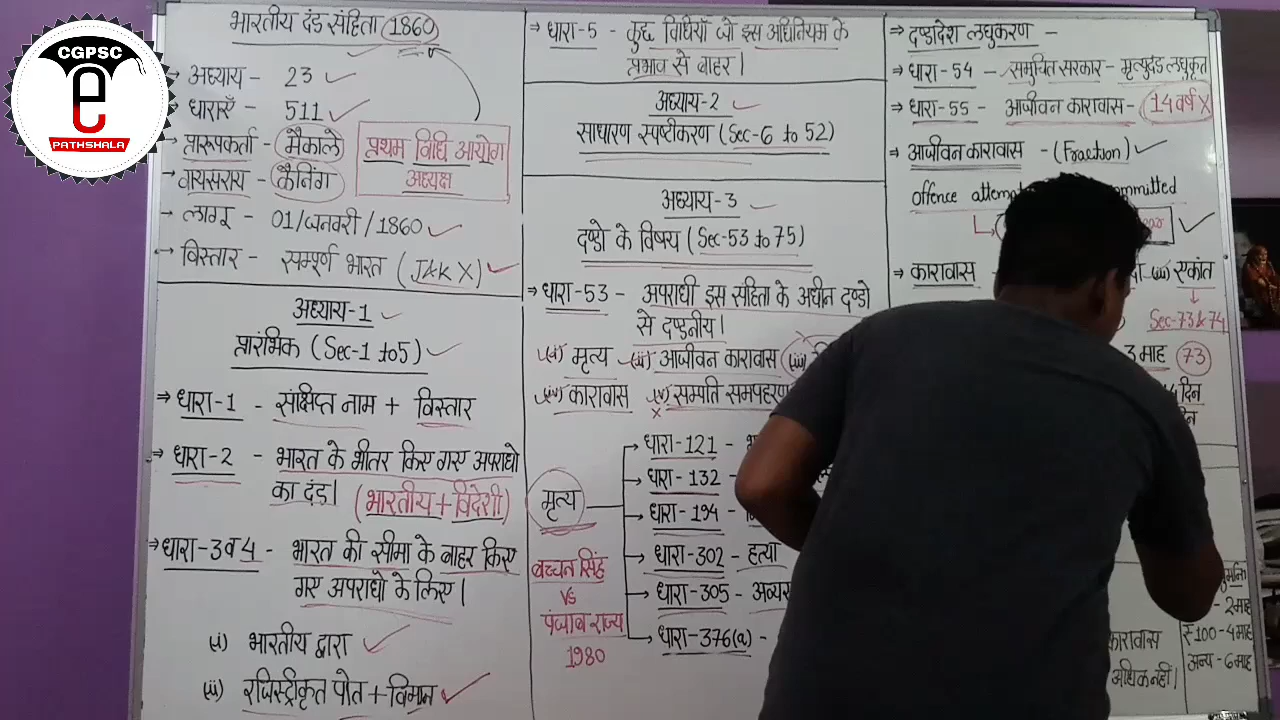 CGPSC
e
PATHSHALA
भारतीय दंड संहिता (1860)
→ अध्याय - 23 ✓
→ धाराएँ - 511 ✓
→ प्रारूपकर्ता - मैकाले
प्रथम विधि आयोग
अध्यक्ष
→ वायसराय - कैनिंग
→ लागू - 01/जनवरी/1860 ✓
→ विस्तार - सम्पूर्ण भारत (J&K X) ✓
अध्याय-1 ✓
प्रारंभिक (Sec-1 to 5) ✓
⇒ धारा-1 - संक्षिप्त नाम + विस्तार
⇒ धारा-2 - भारत के भीतर किए गए अपराधो
का दंड। (भारतीय + विदेशी)
⇒ धारा-3 व 4 - भारत की सीमा के बाहर किए
गए अपराधों के लिए।
(i) भारतीय द्वारा ✓
(ii) रजिस्ट्रीकृत पोत + विमान ✓
⇒ धारा-5 - कुछ विधियाँ जो इस अधिनियम के
प्रभाव से बाहर।
अध्याय-2 ✓
साधारण स्पष्टीकरण (Sec-6 to 52)
अध्याय-3 ✓
दण्डो के विषय (Sec-53 to 75)
⇒ धारा-53 - अपराधी इस संहिता के अधीन दण्डो
से दण्डनीय।
(i) मृत्य (ii) आजीवन कारावास (iii)
(iv) कारावास (v) सम्पति समपहरण
X
मृत्य
→ धारा-121 -
→ धारा-132 -
→ धारा-194 -
→ धारा-302 - हत्या
→ धारा-305 -
→ धारा-376(a) -
बच्चन सिंह
vs
पंजाब राज्य
1980
⇒ दण्डादेश लघुकरण -
⇒ धारा-54 - समुचित सरकार - मृत्युदंड लघुकृत
⇒ धारा-55 - आजीवन कारावास - 14 वर्ष X
⇒ आजीवन कारावास - (Fraction) ✓
offence
✓
⇒ कारावास (iii) एकांत
Sec-73 & 74
3 माह 73
दिन
- 2 माह
कारावास ₹100 - 4 माह
अधिक नहीं। अन्य - 6 माह